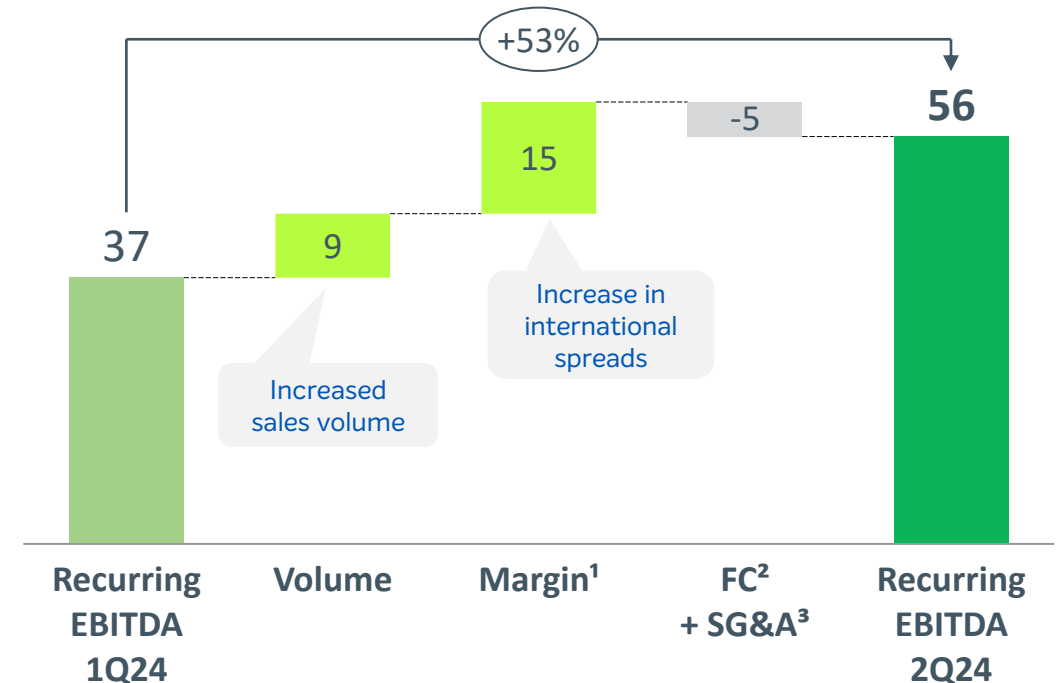 +53%
37
9
15
-5
56
Increased
sales volume
Increase in
international
spreads
Recurring
EBITDA
1Q24
Volume
Margin¹
FC²
+ SG&A³
Recurring
EBITDA
2Q24